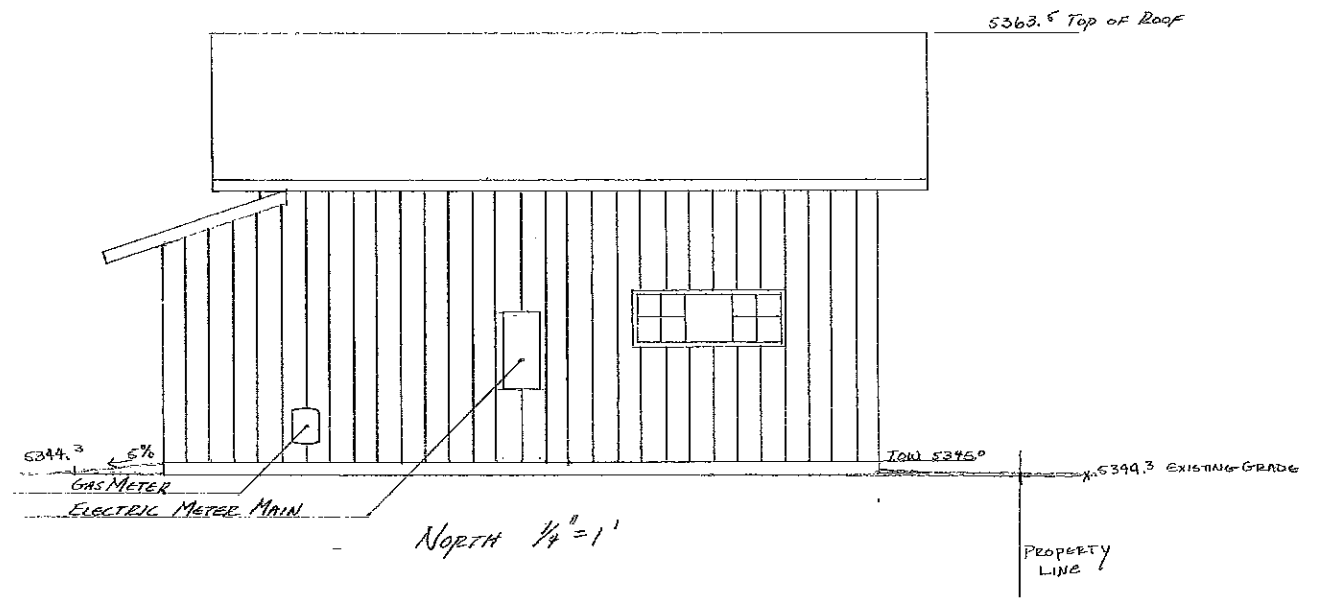 5363.5 TOP OF ROOF
5344.3
5%
TOW 5345.0
5344.3 EXISTING GRADE
GAS METER
ELECTRIC METER MAIN
NORTH 1/4"=1'
PROPERTY
LINE